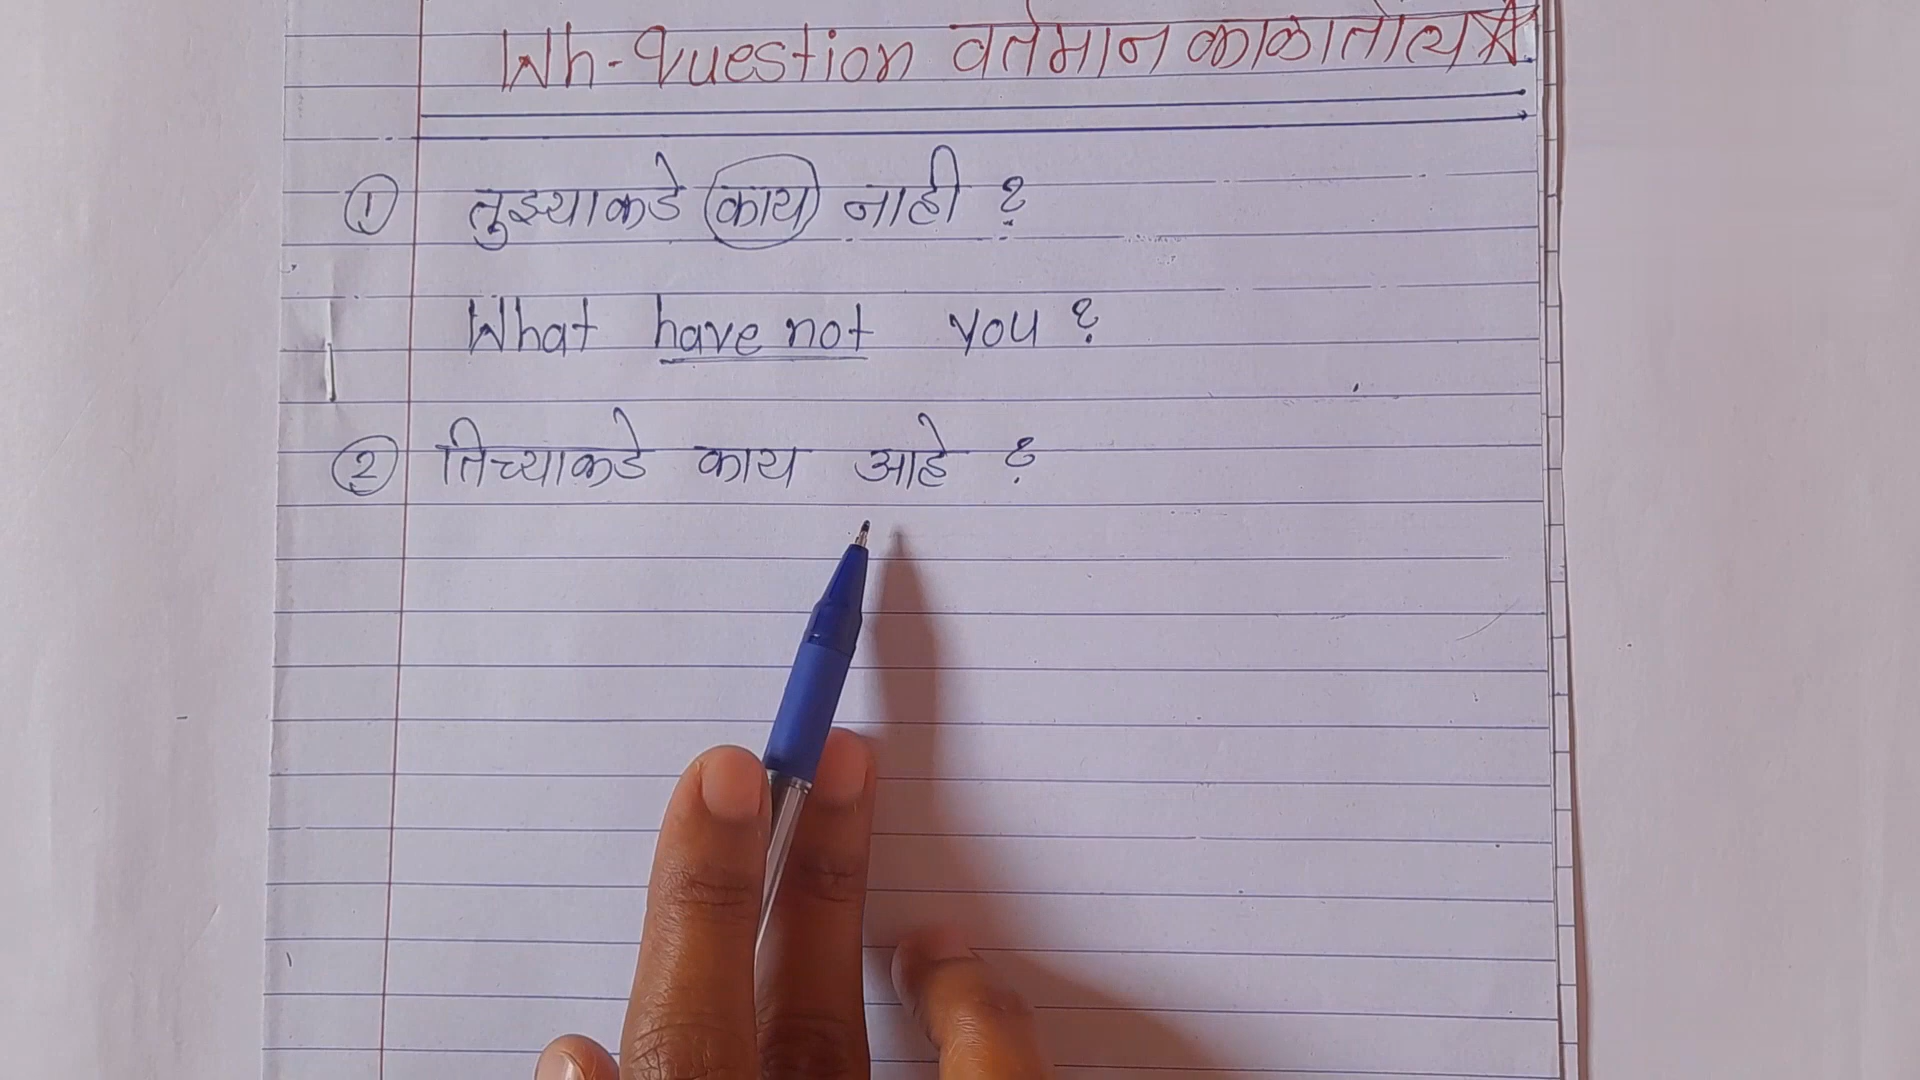 Wh-Question वर्तमान काळातील
① तुझ्याकडे काय नाही ?
What have not you ?
② तिच्याकडे काय आहे ?